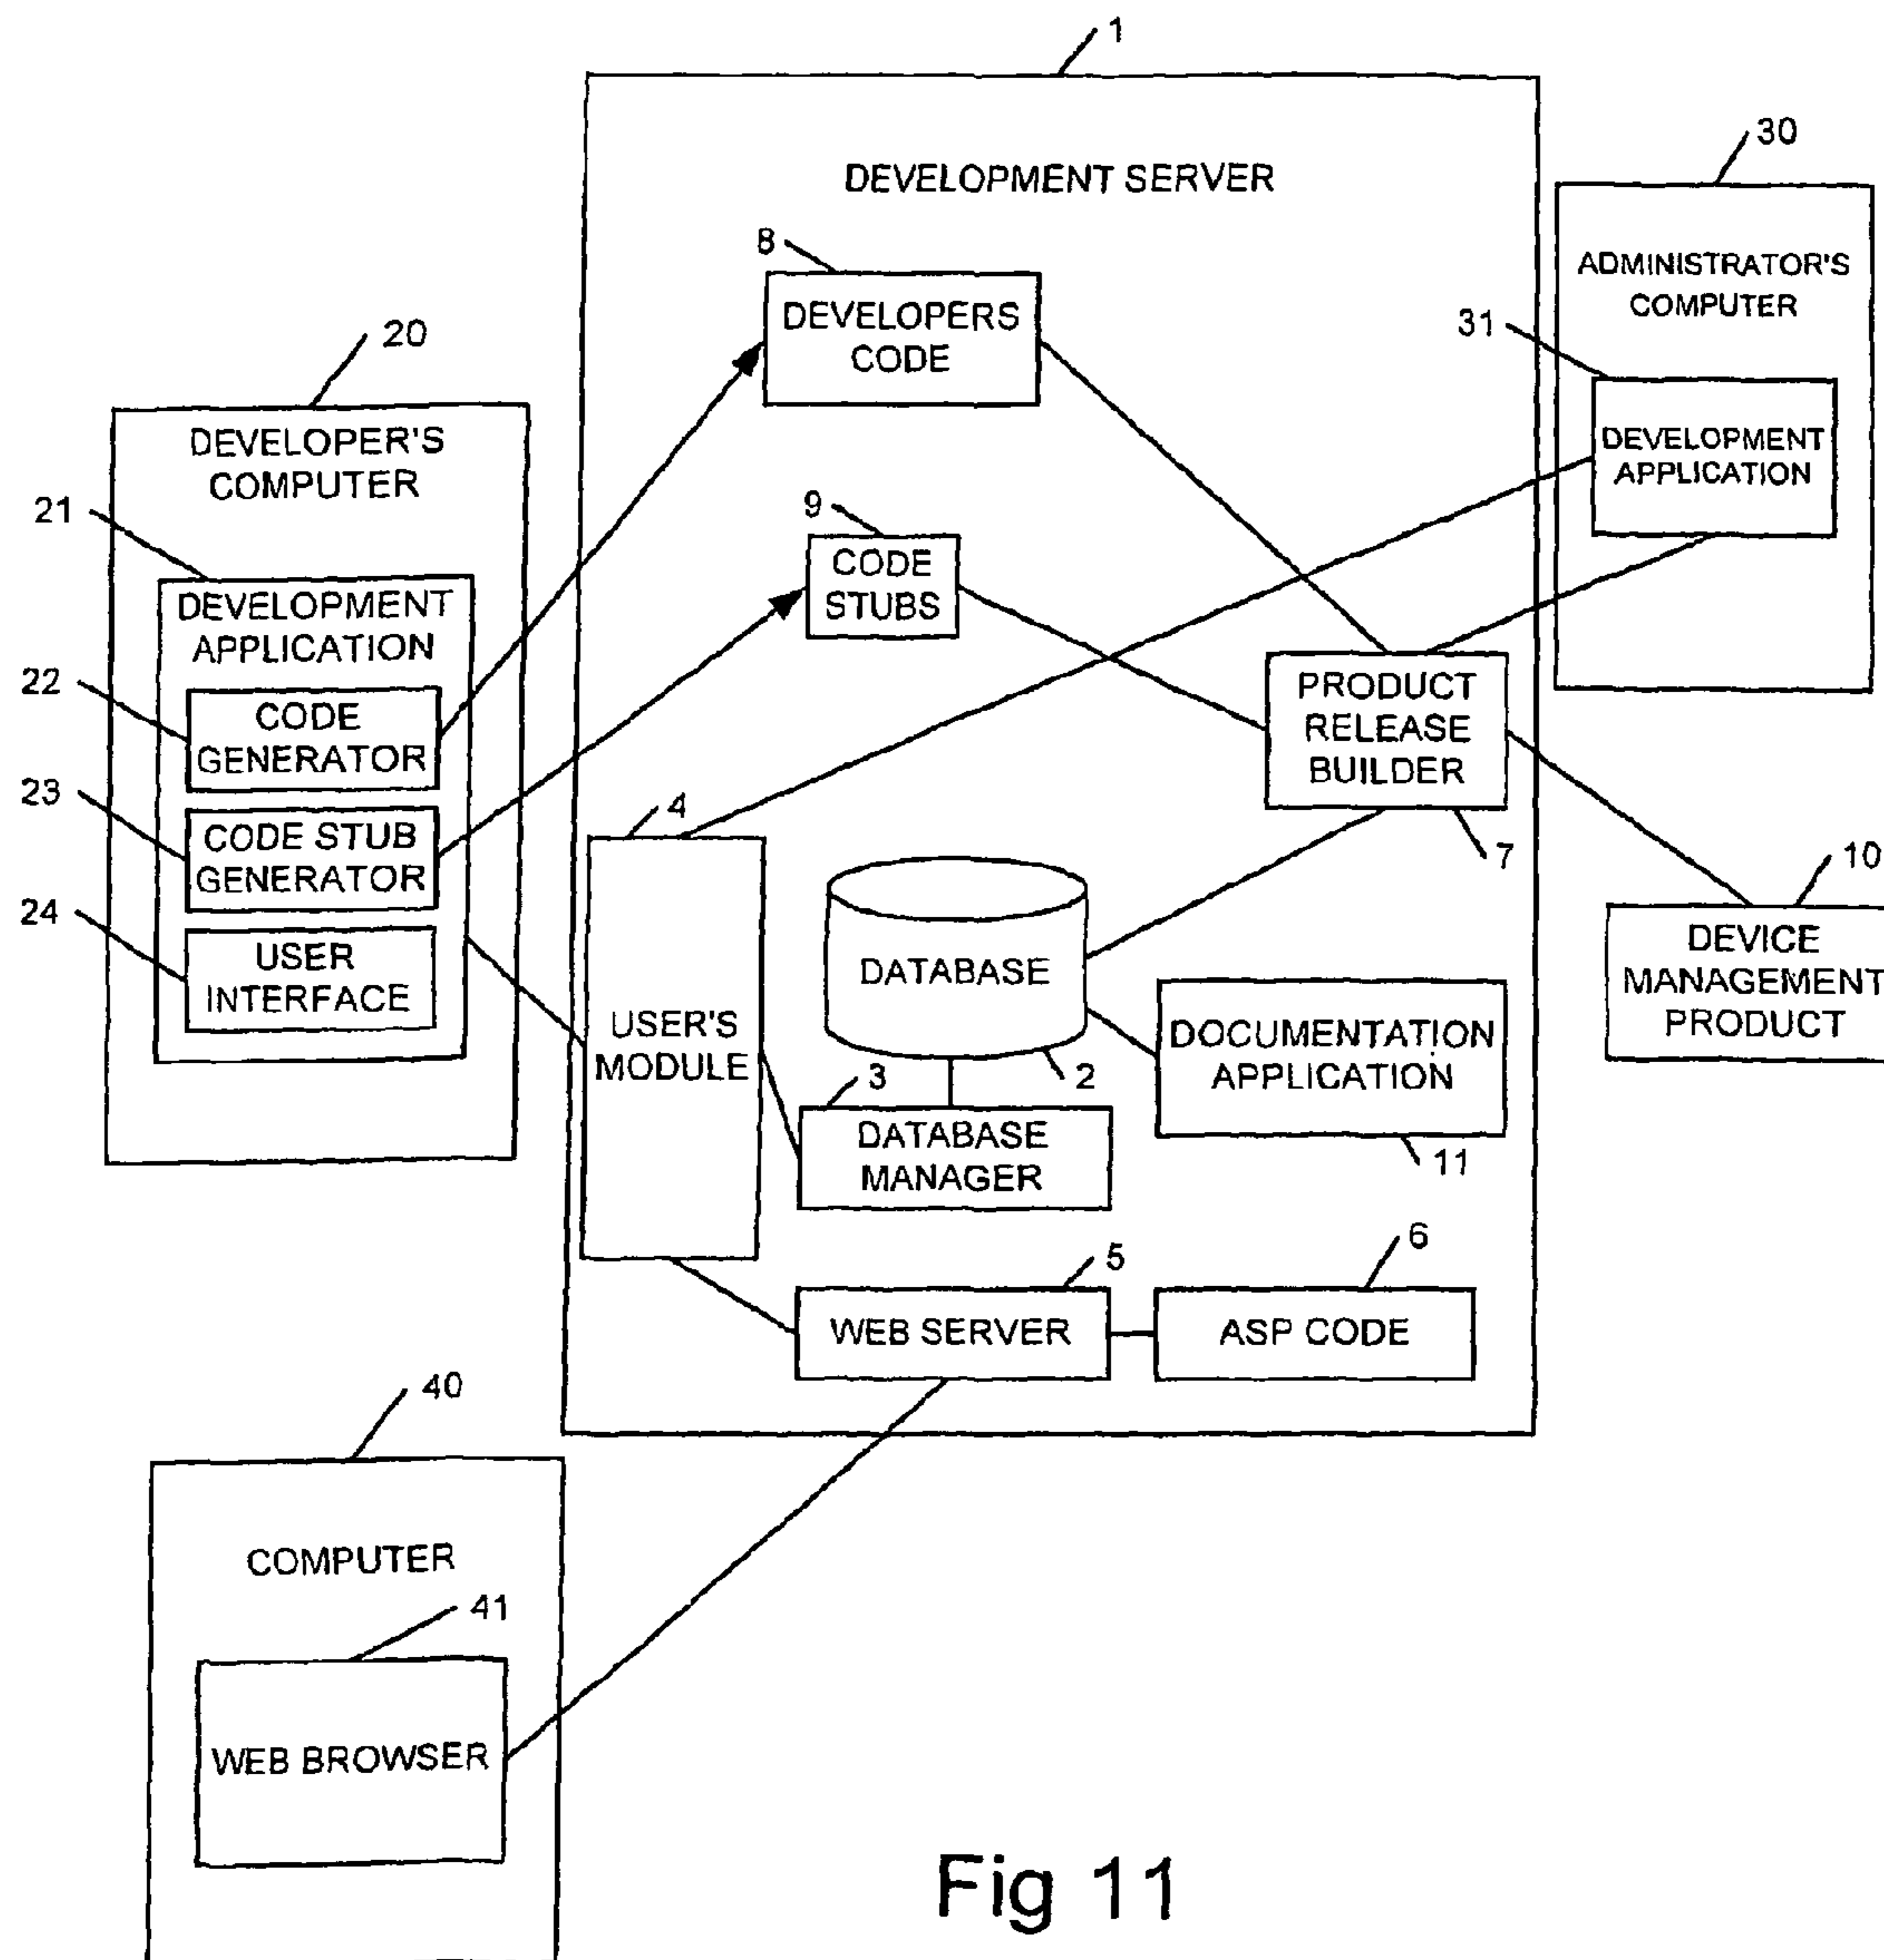 1
DEVELOPMENT SERVER
30
ADMINISTRATOR'S
COMPUTER
31
DEVELOPMENT
APPLICATION
8
DEVELOPERS
CODE
20
DEVELOPER'S
COMPUTER
21
DEVELOPMENT
APPLICATION
22
CODE
GENERATOR
23
CODE STUB
GENERATOR
24
USER
INTERFACE
9
CODE
STUBS
PRODUCT
RELEASE
BUILDER
7
10
DEVICE
MANAGEMENT
PRODUCT
4
USER'S
MODULE
DATABASE
2
3
DATABASE
MANAGER
DOCUMENTATION
APPLICATION
11
5
WEB SERVER
6
ASP CODE
40
COMPUTER
41
WEB BROWSER
Fig 11